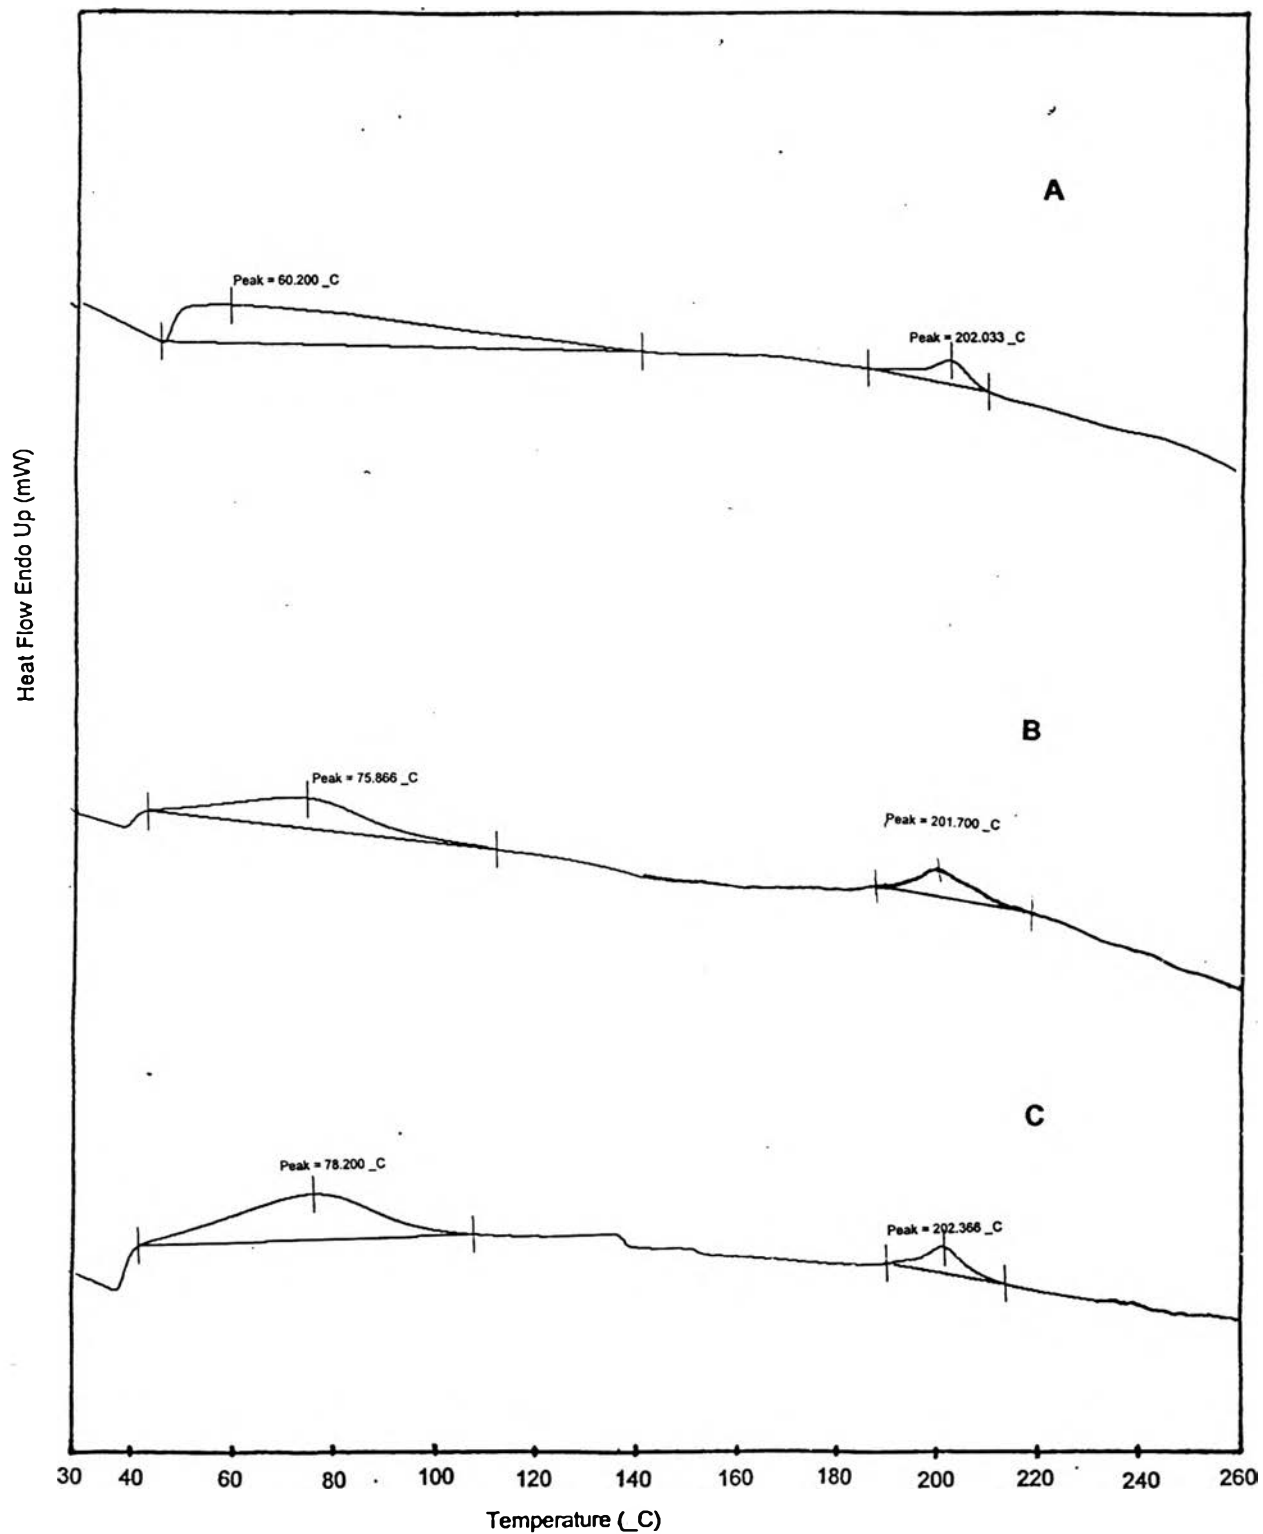 A
Peak = 60.200 _C
Peak = 202.033 _C
Heat Flow Endo Up (mW)
B
Peak = 75.866 _C
Peak = 201.700 _C
C
Peak = 78.200 _C
Peak = 202.366 _C
30 40 60 80 100 120 140 160 180 200 220 240 260
Temperature (_C)